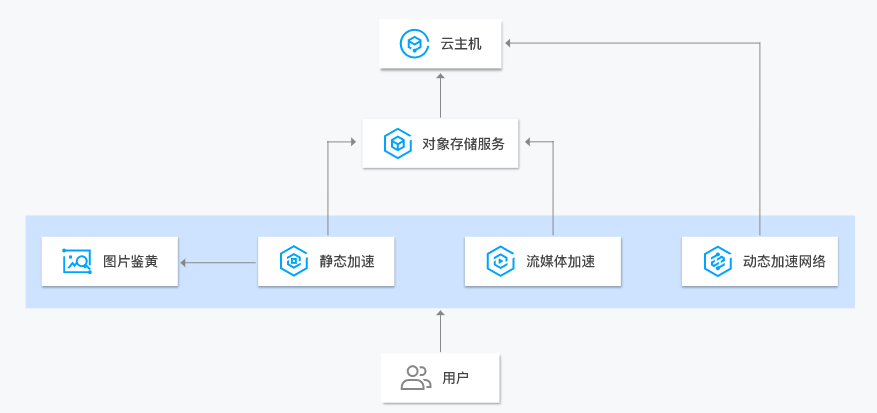 云主机
对象存储服务
图片鉴黄
静态加速
流媒体加速
动态加速网络
用户